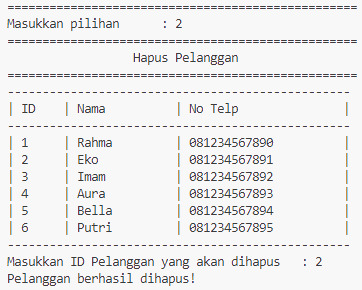 ==================================================
Masukkan pilihan      : 2
==================================================
                  Hapus Pelanggan
==================================================
-------------------------------------------------
| ID    | Nama          | No Telp               |
-------------------------------------------------
| 1     | Rahma         | 081234567890          |
| 2     | Eko           | 081234567891          |
| 3     | Imam          | 081234567892          |
| 4     | Aura          | 081234567893          |
| 5     | Bella         | 081234567894          |
| 6     | Putri         | 081234567895          |
-------------------------------------------------
Masukkan ID Pelanggan yang akan dihapus   : 2
Pelanggan berhasil dihapus!